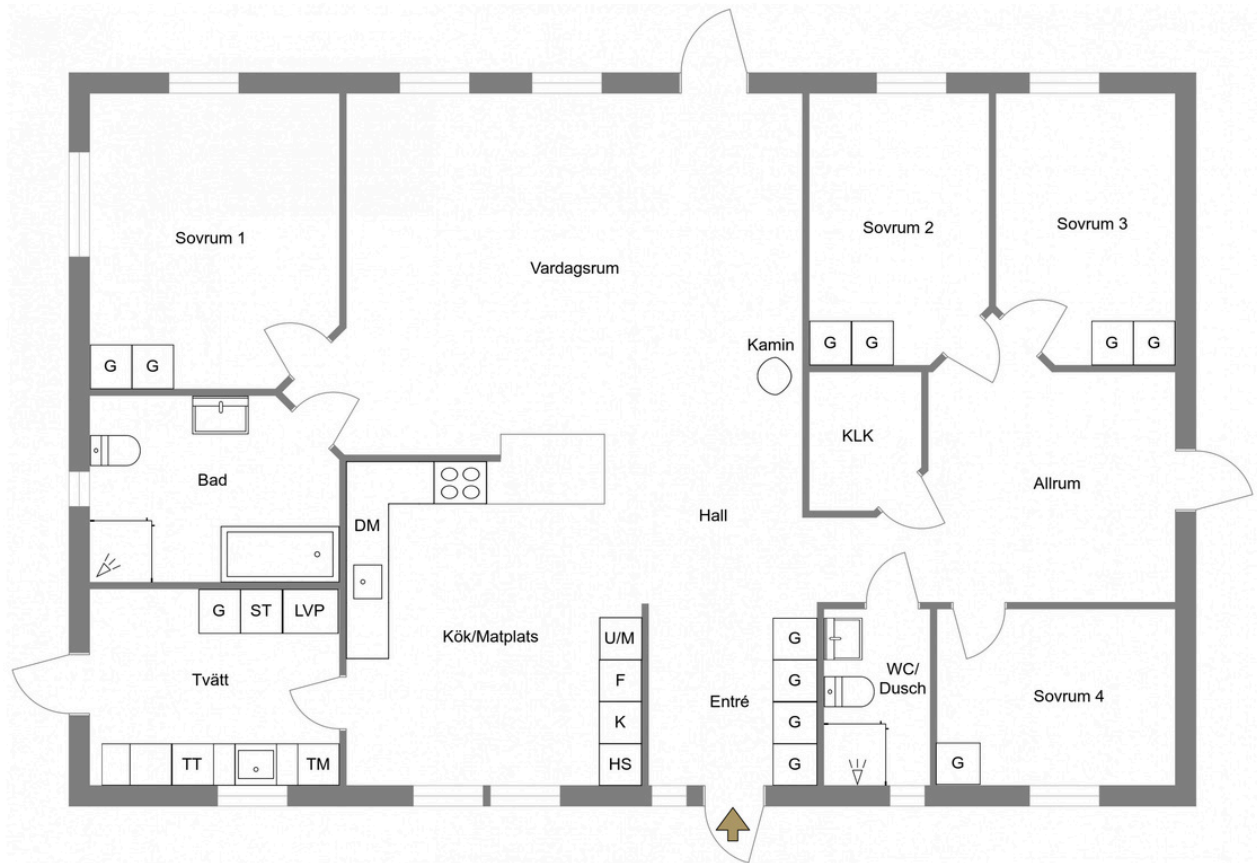 Sovrum 1
Vardagsrum
Sovrum 2
Sovrum 3
Kamin
G
G
G
G
G
G
KLK
Bad
Allrum
Hall
DM
G
ST
LVP
Kök/Matplats
U/M
G
Tvätt
F
G
WC/
Dusch
Entré
Sovrum 4
K
G
TT
TM
HS
G
G